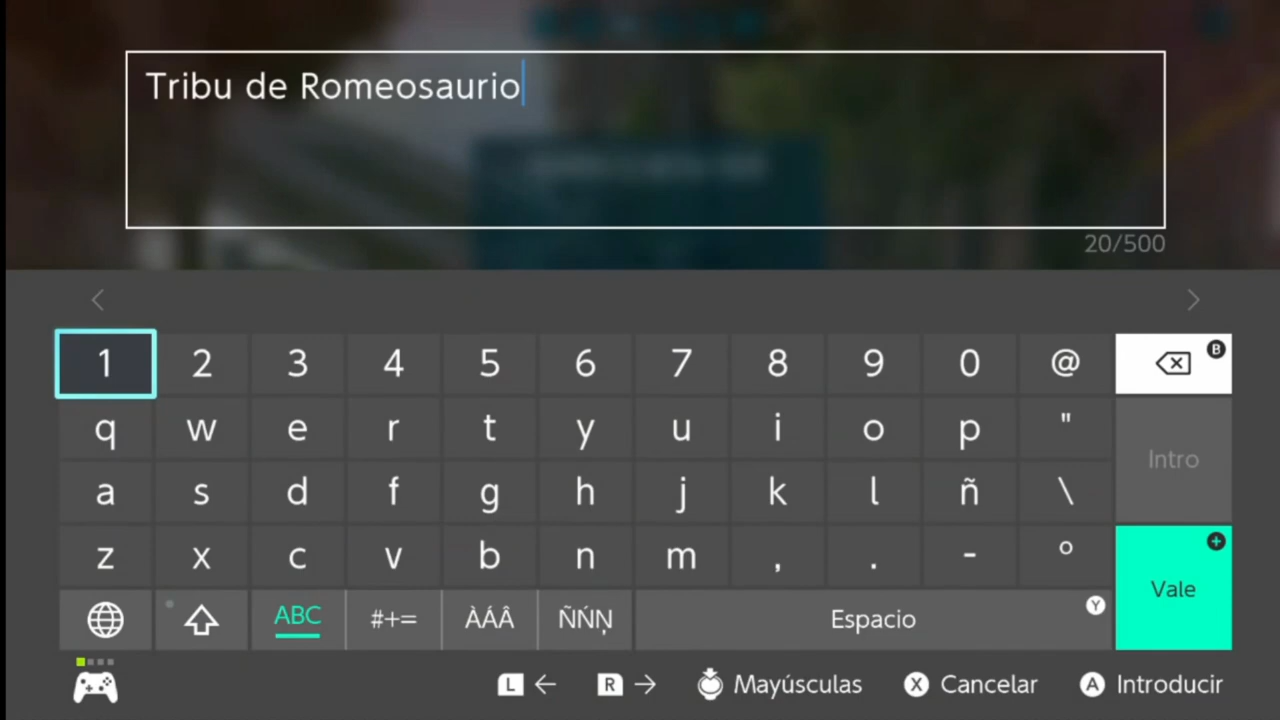 Tribu de Romeosaurio
20/500
1 2 3 4 5 6 7 8 9 0 @ B
q w e r t y u i o p " Intro
a s d f g h j k l ñ \
z x c v b n m , . - º + Vale
ABC #+= ÀÁÂ ÑŃŅ Espacio Y
L ← R → Mayúsculas X Cancelar A Introducir